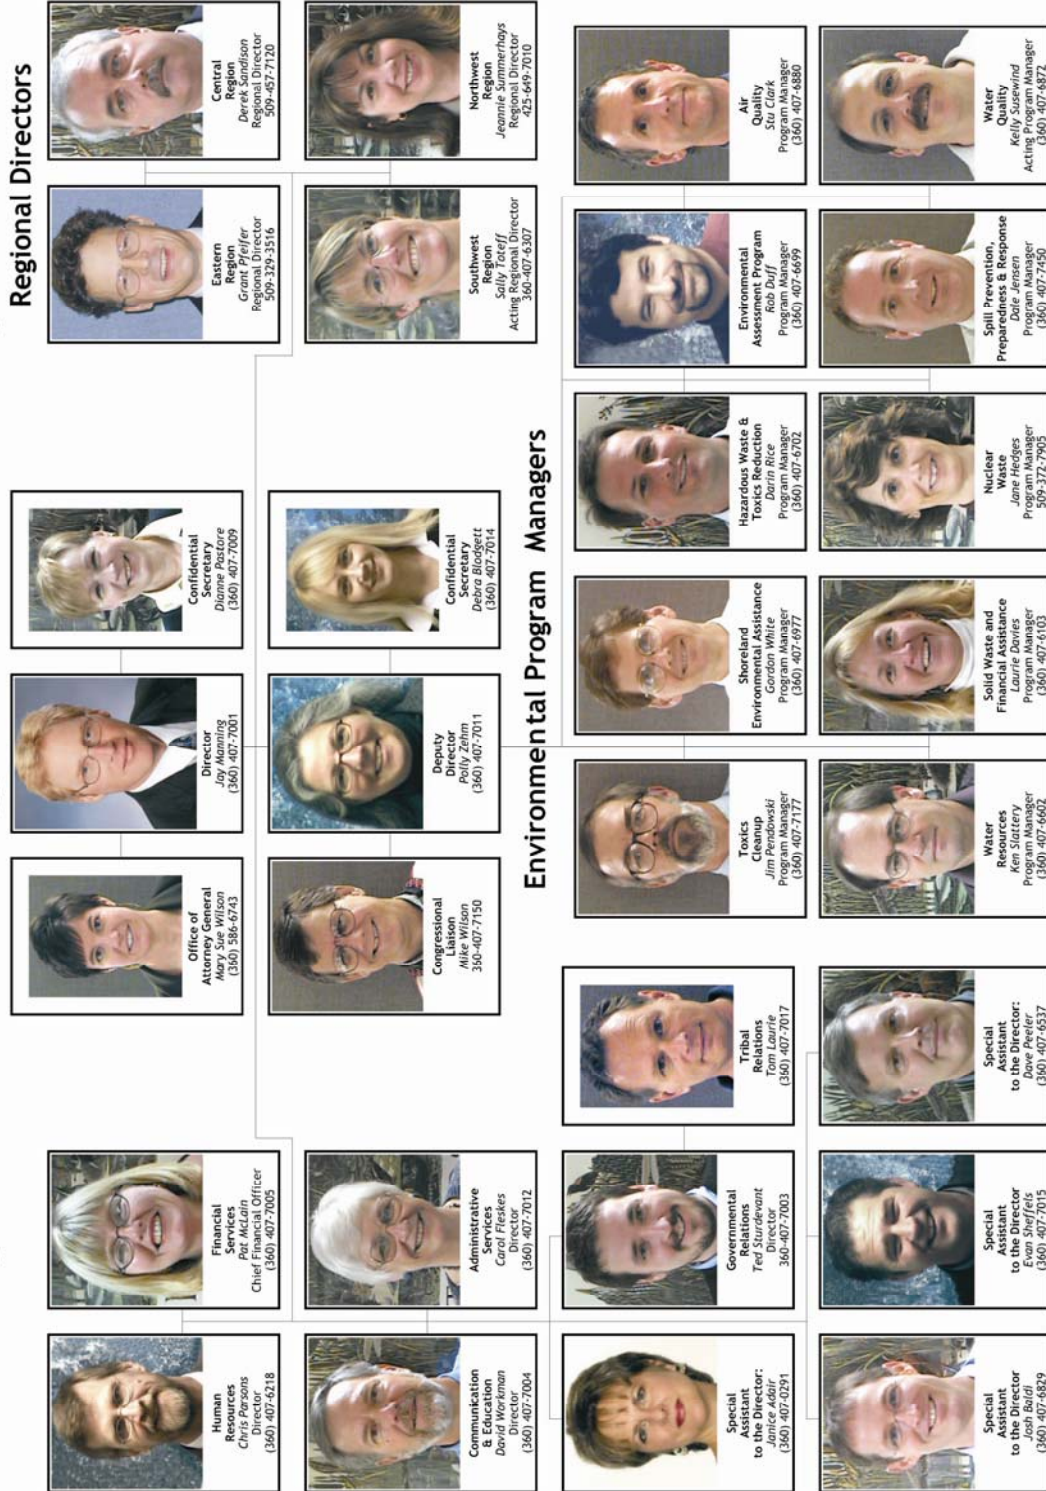 Regional Directors
Office of
Attorney General
Mary Sue Wilson
(360) 586-6743
Director
Jay Manning
(360) 407-7001
Confidential
Secretary
Dianne Pastore
(360) 407-7009
Congressional
Liaison
Mike Wilson
360-407-7150
Deputy
Director
Polly Zehm
(360) 407-7011
Confidential
Secretary
Debra Blodgett
(360) 407-7014
Human
Resources
Chris Parsons
Director
(360) 407-6218
Financial
Services
Pat McLain
Chief Financial Officer
(360) 407-7005
Eastern
Region
Grant Pfeifer
Regional Director
509-329-3516
Central
Region
Derek Sandison
Regional Director
509-457-7120
Communication
& Education
David Workman
Director
(360) 407-7004
Administrative
Services
Carol Fleskes
Director
(360) 407-7012
Southwest
Region
Sally Toteff
Acting Regional Director
360-407-6307
Northwest
Region
Jeannie Summerhays
Regional Director
425-649-7010
Environmental Program Managers
Special
Assistant
to the Director:
Janice Adair
(360) 407-0291
Governmental
Relations
Ted Sturdevant
Director
360-407-7003
Tribal
Relations
Tom Laurie
(360) 407-7017
Toxics
Cleanup
Jim Pendowski
Program Manager
(360) 407-7177
Shoreland
Environmental Assistance
Gordon White
Program Manager
(360) 407-6977
Hazardous Waste &
Toxics Reduction
Darin Rice
Program Manager
(360) 407-6702
Environmental
Assessment Program
Rob Duff
Program Manager
(360) 407-6699
Air
Quality
Stu Clark
Program Manager
(360) 407-6880
Special
Assistant
to the Director
Josh Baldi
(360) 407-6829
Special
Assistant
to the Director
Evan Sheffels
(360) 407-7015
Special
Assistant
to the Director:
Dave Peeler
(360) 407-6537
Water
Resources
Ken Slattery
Program Manager
(360) 407-6602
Solid Waste and
Financial Assistance
Laurie Davies
Program Manager
(360) 407-6103
Nuclear
Waste
Jane Hedges
Program Manager
509-372-7905
Spill Prevention,
Preparedness & Response
Dale Jensen
Program Manager
(360) 407-7450
Water
Quality
Kelly Susewind
Acting Program Manager
(360) 407-6872